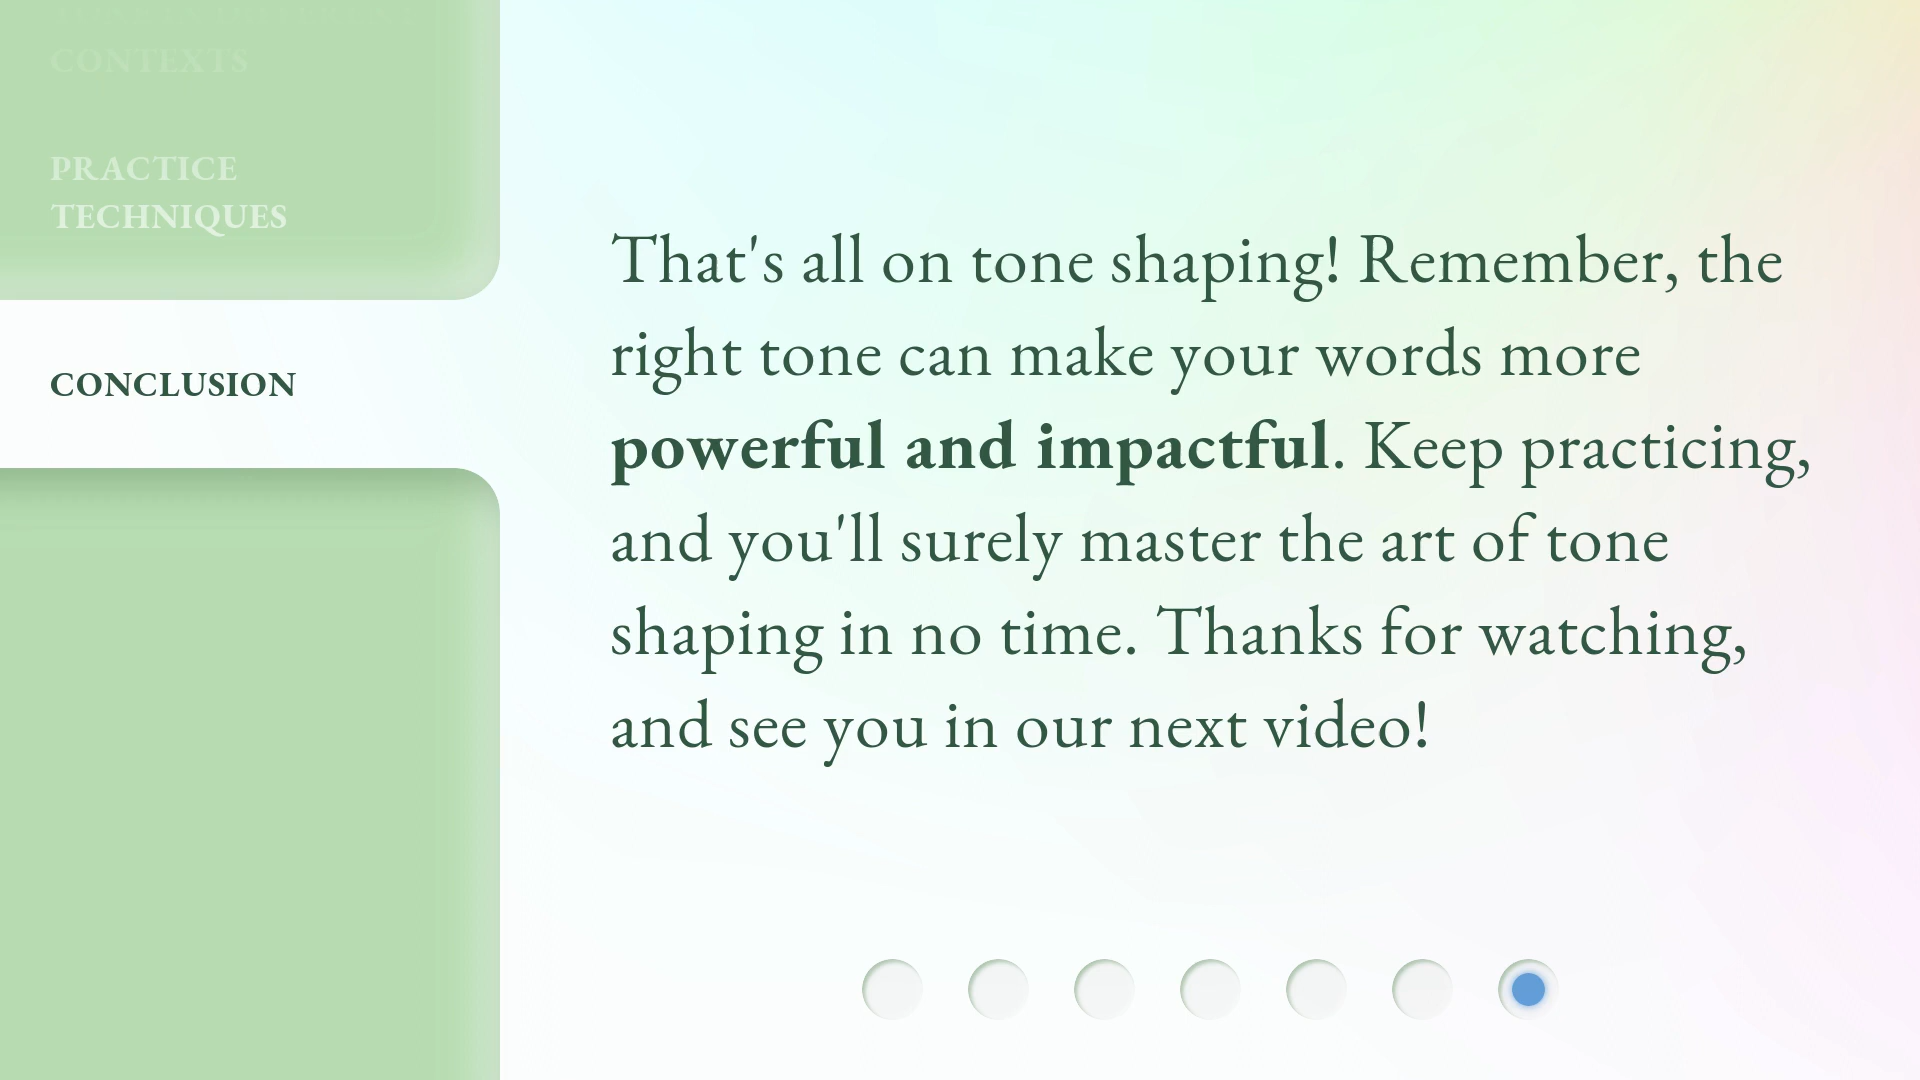 CONTEXTS
PRACTICE
TECHNIQUES
CONCLUSION
That's all on tone shaping! Remember, the
right tone can make your words more
powerful and impactful. Keep practicing,
and you'll surely master the art of tone
shaping in no time. Thanks for watching,
and see you in our next video!